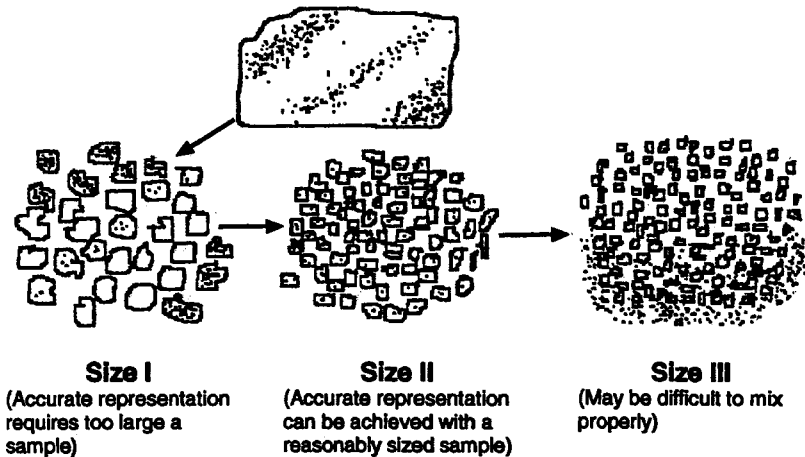 Size I
(Accurate representation
requires too large a
sample)
Size II
(Accurate representation
can be achieved with a
reasonably sized sample)
Size III
(May be difficult to mix
properly)